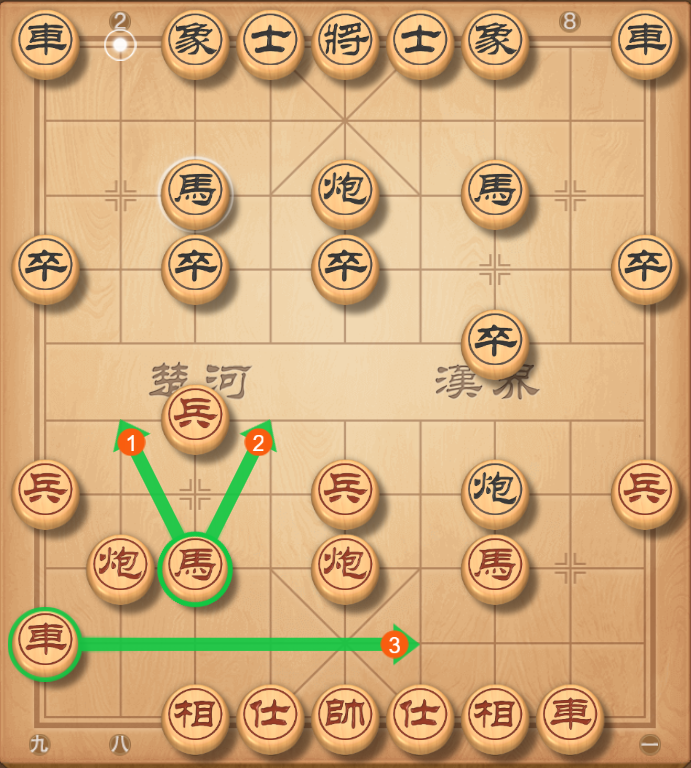 2 8
車 象 士 將 士 象 車
馬 炮 馬
卒 卒 卒 卒
卒
楚河 漢界
兵
1 2
兵 兵 炮 兵
炮 馬 炮 馬
車 3
相 仕 帥 仕 相 車
九 八 一